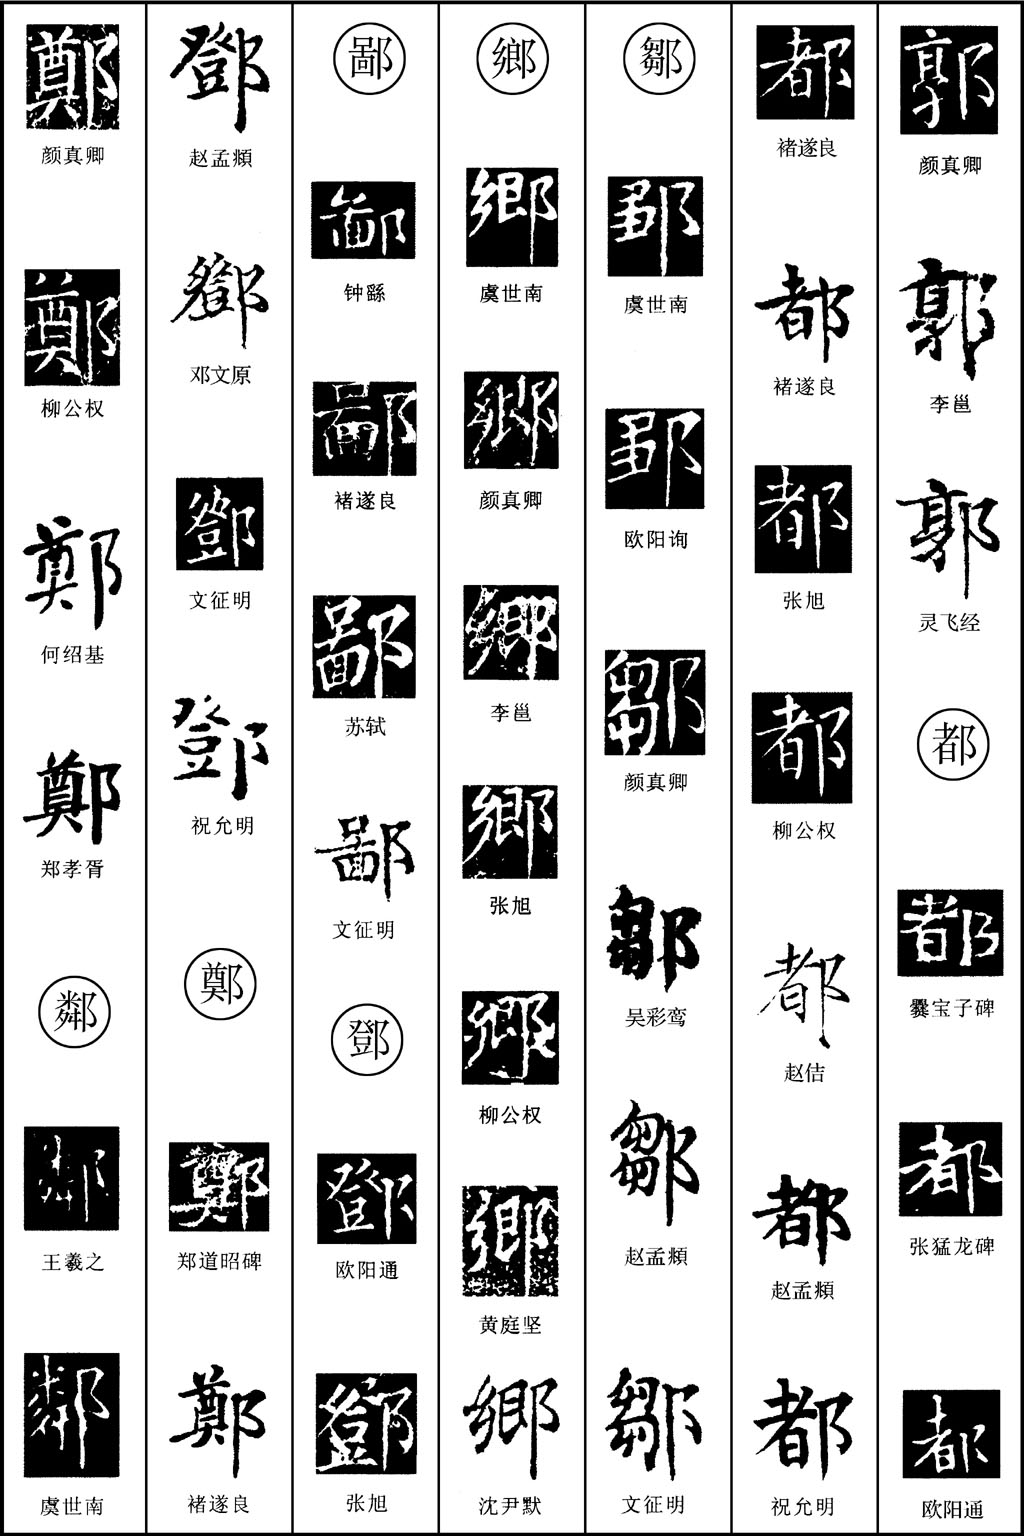 郭
颜真卿
郭
李邕
郭
灵飞经
都
都
爨宝子碑
都
张猛龙碑
都
欧阳通
都
褚遂良
都
褚遂良
都
张旭
都
柳公权
都
赵佶
都
赵孟頫
都
祝允明
鄒
鄒
虞世南
鄒
欧阳询
鄒
颜真卿
鄒
吴彩鸾
鄒
赵孟頫
鄒
文征明
鄉
鄉
虞世南
鄉
颜真卿
鄉
李邕
鄉
张旭
鄉
柳公权
鄉
黄庭坚
鄉
沈尹默
鄙
鄙
钟繇
鄙
褚遂良
鄙
苏轼
鄙
文征明
鄧
鄧
欧阳通
鄧
张旭
鄧
赵孟頫
鄧
邓文原
鄧
文征明
鄧
祝允明
鄭
鄭
郑道昭碑
鄭
褚遂良
鄭
颜真卿
鄭
柳公权
鄭
何绍基
鄭
郑孝胥
鄰
鄰
王羲之
鄰
虞世南